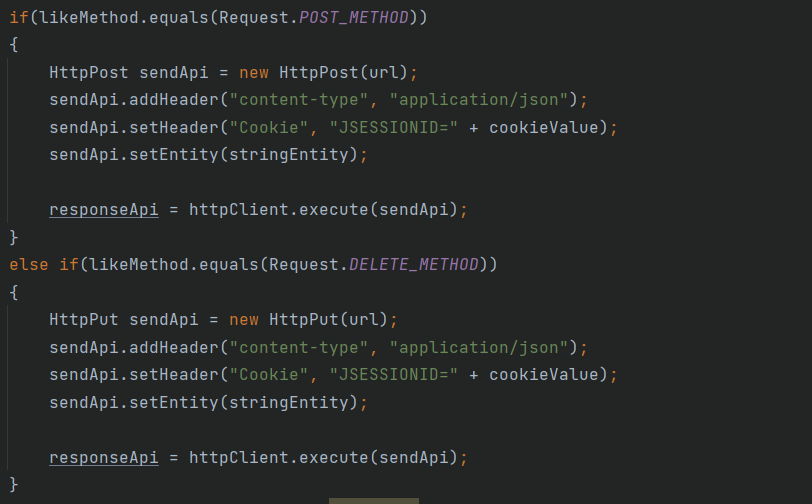 if(likeMethod.equals(Request.POST_METHOD))
{
    HttpPost sendApi = new HttpPost(url);
    sendApi.addHeader("content-type", "application/json");
    sendApi.setHeader("Cookie", "JSESSIONID=" + cookieValue);
    sendApi.setEntity(stringEntity);

    responseApi = httpClient.execute(sendApi);
}
else if(likeMethod.equals(Request.DELETE_METHOD))
{
    HttpPut sendApi = new HttpPut(url);
    sendApi.addHeader("content-type", "application/json");
    sendApi.setHeader("Cookie", "JSESSIONID=" + cookieValue);
    sendApi.setEntity(stringEntity);

    responseApi = httpClient.execute(sendApi);
}